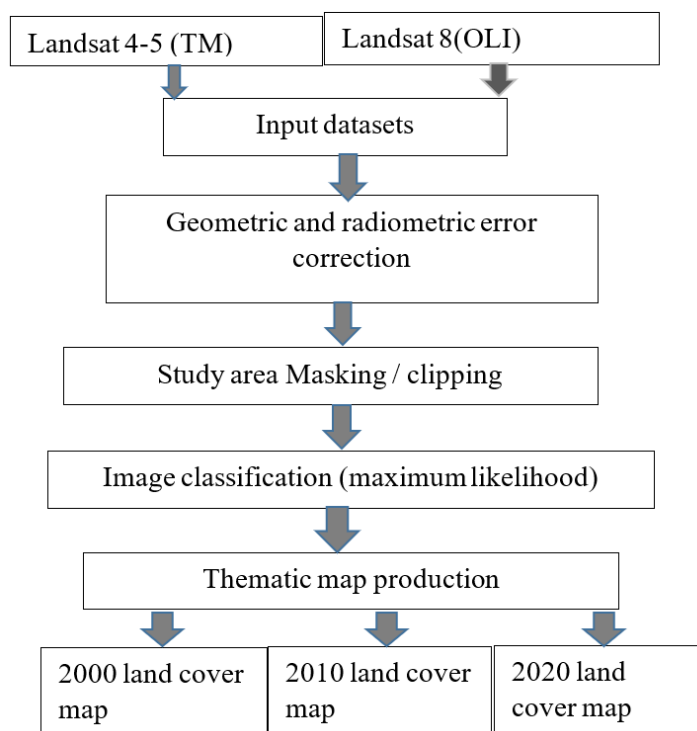 Landsat 4-5 (TM)
Landsat 8(OLI)
Input datasets
Geometric and radiometric error
correction
Study area Masking / clipping
Image classification (maximum likelihood)
Thematic map production
2000 land cover
map
2010 land cover
map
2020 land
cover map